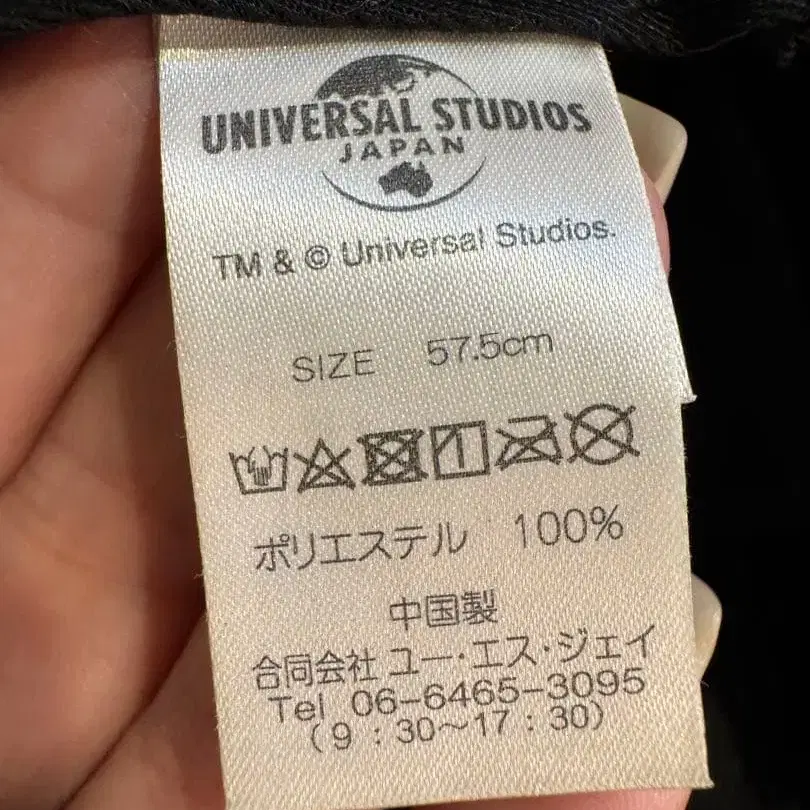 UNIVERSAL STUDIOS
JAPAN
TM & © Universal Studios.
SIZE 57.5cm
ポリエステル 100%
中国製
合同会社 ユー・エス・ジェイ
Tel 06-6465-3095
(9:30～17:30)